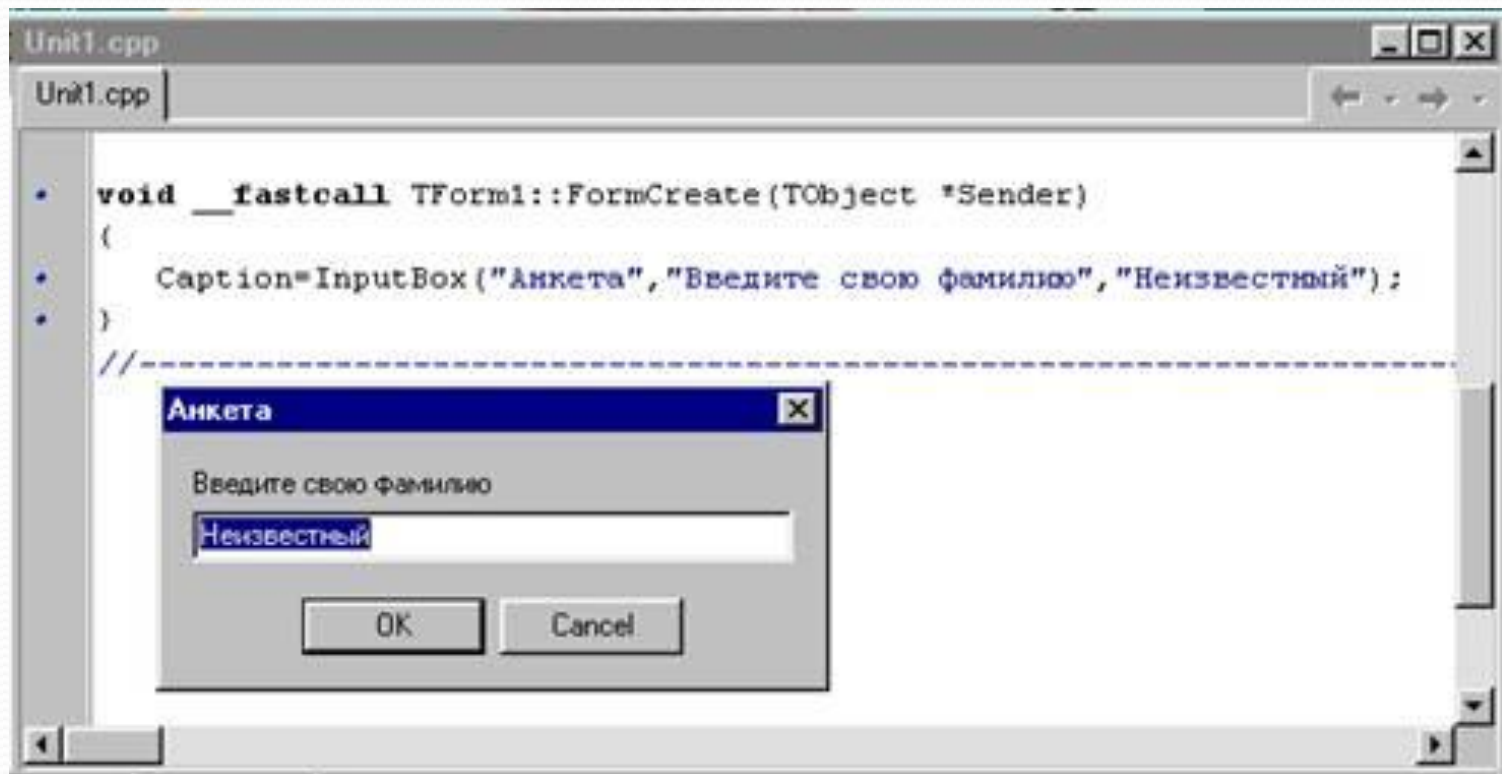 Unit1.cpp
Unit1.cpp
void __fastcall TForm1::FormCreate(TObject *Sender)
{
Caption=InputBox("Анкета","Введите свою фамилию","Неизвестный");
}
//--------------------------------------------------------------------
Анкета
Введите свою фамилию
Неизвестный
OK Cancel